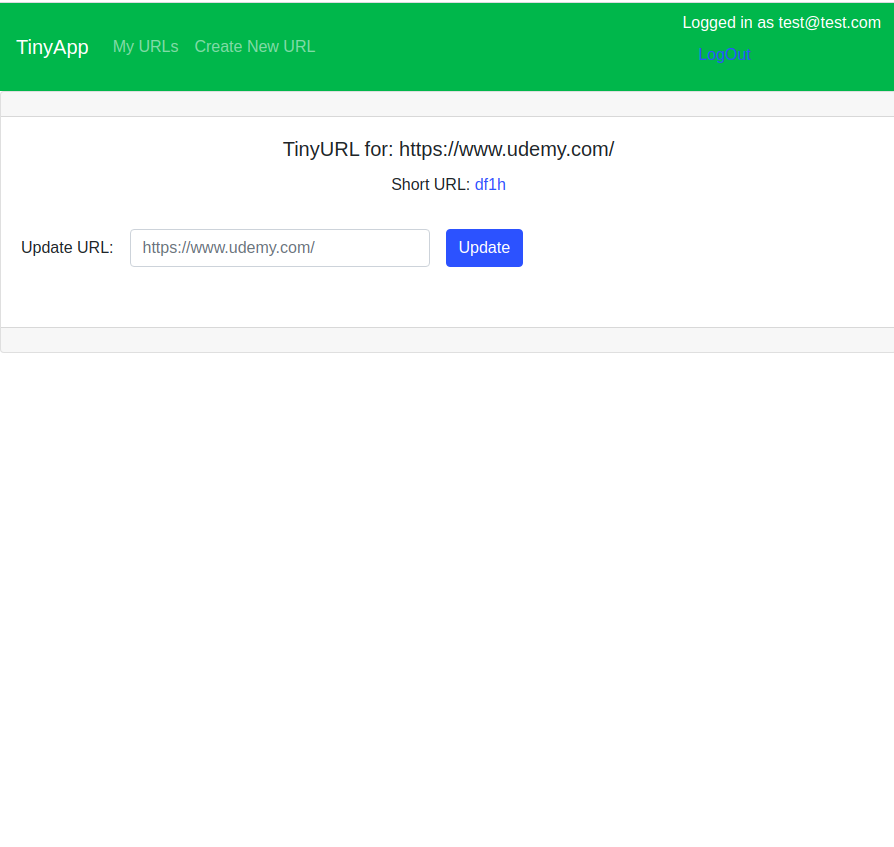 TinyApp My URLs Create New URL
Logged in as test@test.com
LogOut
TinyURL for: https://www.udemy.com/
Short URL: df1h
Update URL: https://www.udemy.com/ Update